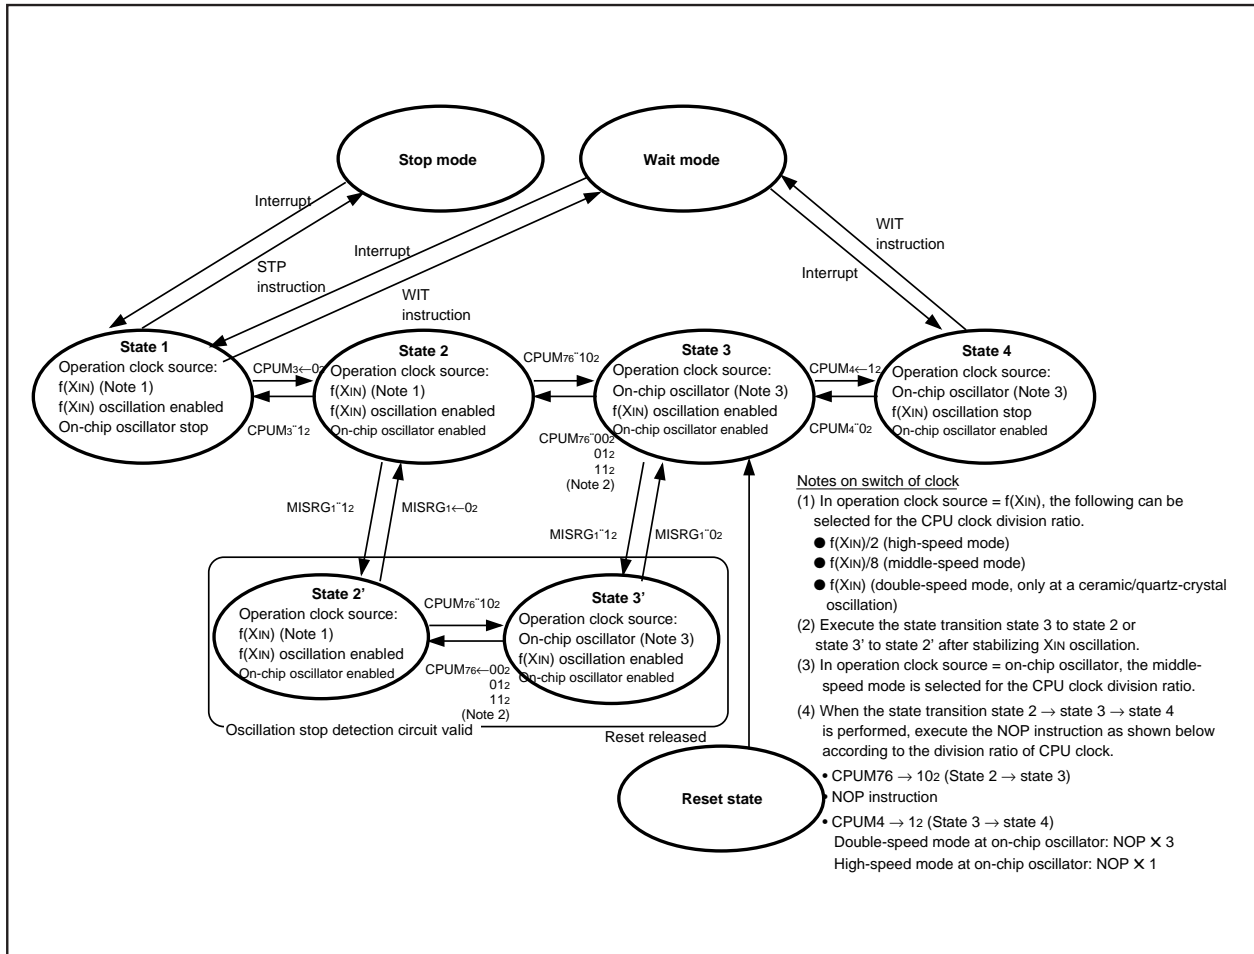 Stop mode
Wait mode
Interrupt
STP
instruction
Interrupt
WIT
instruction
WIT
instruction
Interrupt
State 1
Operation clock source:
f(XIN) (Note 1)
f(XIN) oscillation enabled
On-chip oscillator stop
CPUM3←02
CPUM3¨12
State 2
Operation clock source:
f(XIN) (Note 1)
f(XIN) oscillation enabled
On-chip oscillator enabled
CPUM76¨102
CPUM76¨002
012
112
(Note 2)
State 3
Operation clock source:
On-chip oscillator (Note 3)
f(XIN) oscillation enabled
On-chip oscillator enabled
CPUM4←12
CPUM4¨02
State 4
Operation clock source:
On-chip oscillator (Note 3)
f(XIN) oscillation stop
On-chip oscillator enabled
MISRG1¨12
MISRG1←02
MISRG1¨12
MISRG1¨02
State 2’
Operation clock source:
f(XIN) (Note 1)
f(XIN) oscillation enabled
On-chip oscillator enabled
CPUM76¨102
CPUM76←002
012
112
(Note 2)
State 3’
Operation clock source:
On-chip oscillator (Note 3)
f(XIN) oscillation enabled
On-chip oscillator enabled
Oscillation stop detection circuit valid
Reset released
Reset state
Notes on switch of clock
(1) In operation clock source = f(XIN), the following can be
selected for the CPU clock division ratio.
● f(XIN)/2 (high-speed mode)
● f(XIN)/8 (middle-speed mode)
● f(XIN) (double-speed mode, only at a ceramic/quartz-crystal
oscillation)
(2) Execute the state transition state 3 to state 2 or
state 3’ to state 2’ after stabilizing XIN oscillation.
(3) In operation clock source = on-chip oscillator, the middle-
speed mode is selected for the CPU clock division ratio.
(4) When the state transition state 2 → state 3 → state 4
is performed, execute the NOP instruction as shown below
according to the division ratio of CPU clock.
• CPUM76 → 102 (State 2 → state 3)
• NOP instruction
• CPUM4 → 12 (State 3 → state 4)
Double-speed mode at on-chip oscillator: NOP ✕ 3
High-speed mode at on-chip oscillator: NOP ✕ 1